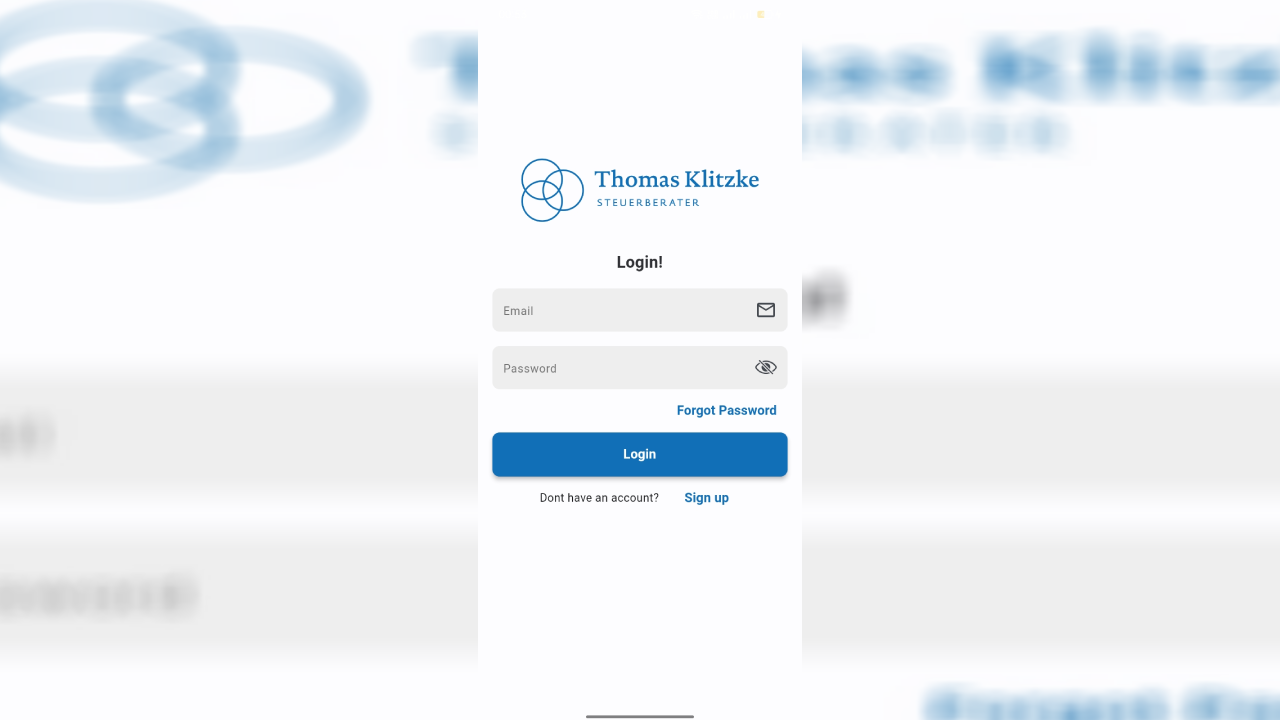 Thomas Klitzke
STEUERBERATER
Login!
Email
Password
Forgot Password
Login
Dont have an account? Sign up